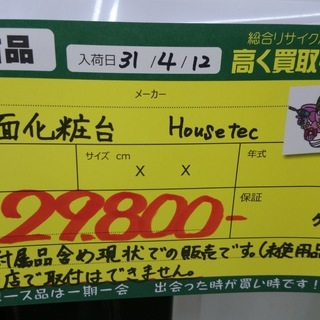 品
入荷日 31/4/12
総合リサイクル
高く買取
メーカー
面化粧台 Housetec
サイズ cm
年式
X X
29,800-
保証
付属品含め現状での販売です。(未使用品
店で取付はできません。
ース品は一期一会 出会った時が買い時です!